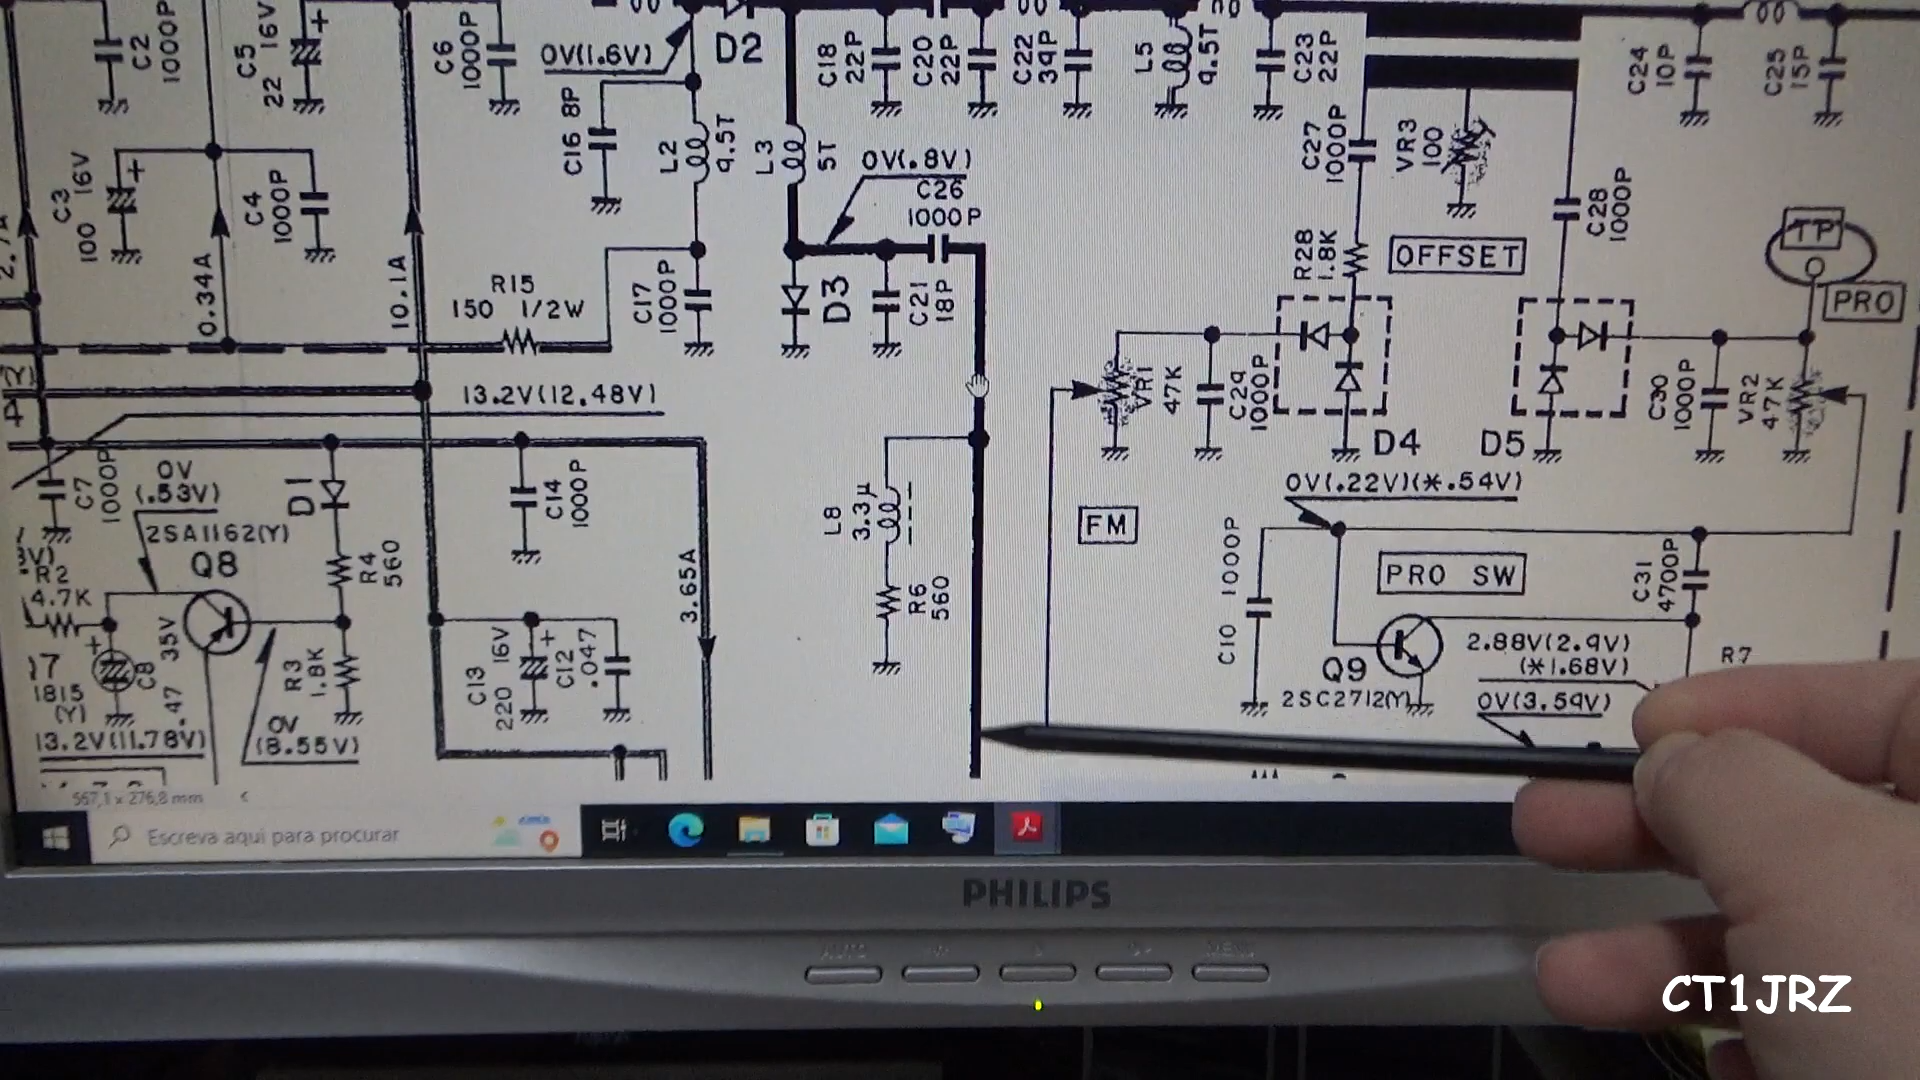 C2
1000P
C5
22 16V
C6
1000P
0V(1.6V)
D2
C18
22P
C20
22P
C22
39P
L5
9.5T
C23
22P
C24
10P
C25
15P
C16 8P
L2
9.5T
L3
5T
0V(.8V)
C26
1000P
C27
1000P
VR3
100
C28
1000P
C3
100 16V
C4
1000P
0.34A
10.1A
R28
1.8K
OFFSET
TP
PRO
R15
150 1/2W
C17
1000P
D3
C21
18P
VR1
47K
C29
1000P
D4
D5
C30
1000P
VR2
47K
13.2V(12.48V)
C7
1000P
0V
(.53V)
2SA1162(Y)
Q8
D1
R4
560
C14
1000P
L8
3.3μ
FM
0V(.22V)(*.54V)
PRO SW
C31
4700P
R2
4.7K
C8
.47 35V
R3
1.8K
3.65A
R6
560
C10 1000P
Q9
2SC2712(Y)
2.88V(2.9V)
(*1.68V)
R7
0V(3.59V)
1815
(Y)
13.2V(11.78V)
0V
(8.55V)
C13
220 16V
C12
.047
567,1 x 276,8 mm
Escreva aqui para procurar
PHILIPS
AUTO
MENU
CT1JRZ